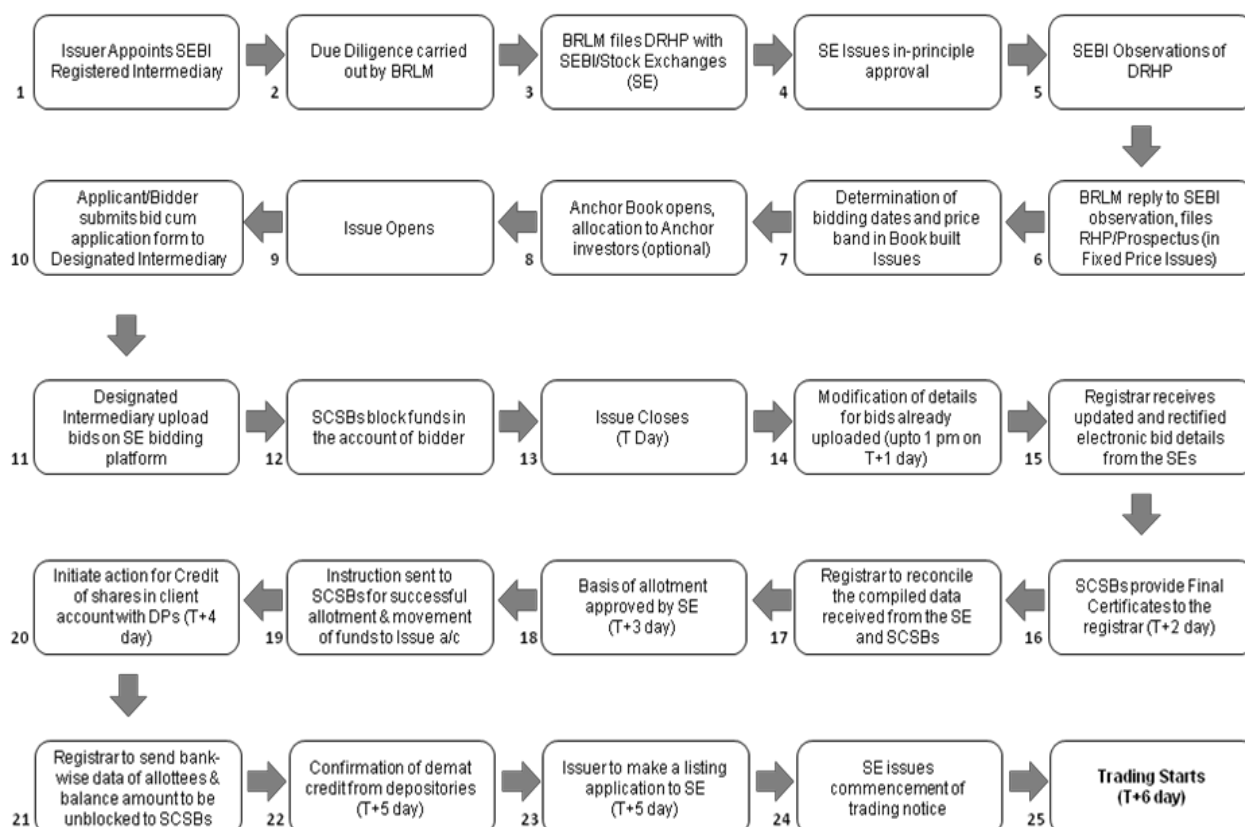 Issuer Appoints SEBI
Registered Intermediary
1
Due Diligence carried
out by BRLM
2
BRLM files DRHP with
SEBI/Stock Exchanges
(SE)
3
SE Issues in-principle
approval
4
SEBI Observations of
DRHP
5
BRLM reply to SEBI
observation, files
RHP/Prospectus (in
Fixed Price Issues)
6
Determination of
bidding dates and price
band in Book built
Issues
7
Anchor Book opens,
allocation to Anchor
investors (optional)
8
Issue Opens
9
Applicant/Bidder
submits bid cum
application form to
Designated Intermediary
10
Designated
Intermediary upload
bids on SE bidding
platform
11
SCSBs block funds in
the account of bidder
12
Issue Closes
(T Day)
13
Modification of details
for bids already
uploaded (upto 1 pm on
T+1 day)
14
Registrar receives
updated and rectified
electronic bid details
from the SEs
15
SCSBs provide Final
Certificates to the
registrar (T+2 day)
16
Registrar to reconcile
the compiled data
received from the SE
and SCSBs
17
Basis of allotment
approved by SE
(T+3 day)
18
Instruction sent to
SCSBs for successful
allotment & movement
of funds to Issue a/c
19
Initiate action for Credit
of shares in client
account with DPs (T+4
day)
20
Registrar to send bank-
wise data of allottees &
balance amount to be
unblocked to SCSBs
21
Confirmation of demat
credit from depositories
(T+5 day)
22
Issuer to make a listing
application to SE
(T+5 day)
23
SE issues
commencement of
trading notice
24
Trading Starts
(T+6 day)
25